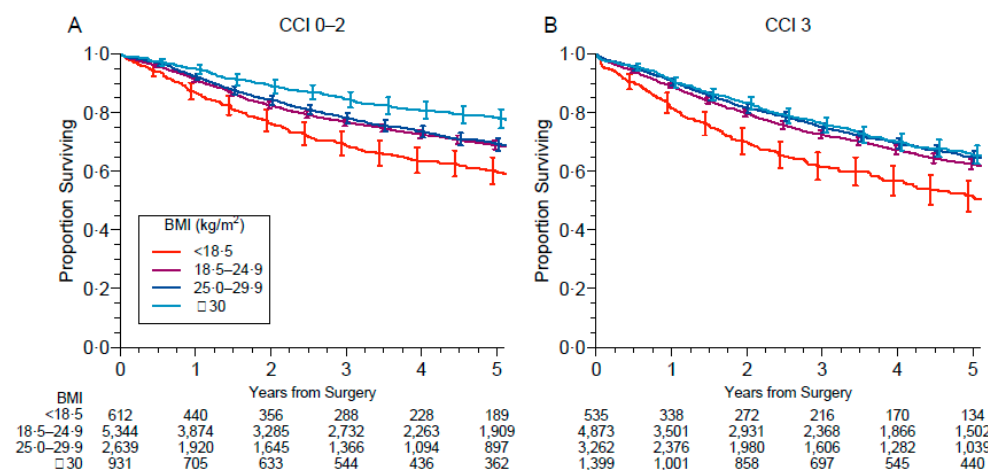 A CCI 0–2
1·0
0·8
0·6
0·4
0·2
0·0
Proportion Surviving
BMI (kg/m²)
<18·5
18·5–24·9
25·0–29·9
□30
0 1 2 3 4 5
Years from Surgery
B CCI 3
1·0
0·8
0·6
0·4
0·2
0·0
Proportion Surviving
0 1 2 3 4 5
Years from Surgery
BMI
<18·5 612 440 356 288 228 189 535 338 272 216 170 134
18·5–24·9 5,344 3,874 3,285 2,732 2,263 1,909 4,873 3,501 2,931 2,368 1,866 1,502
25·0–29·9 2,639 1,920 1,645 1,366 1,094 897 3,262 2,376 1,980 1,606 1,282 1,039
□30 931 705 633 544 436 362 1,399 1,001 858 697 545 440